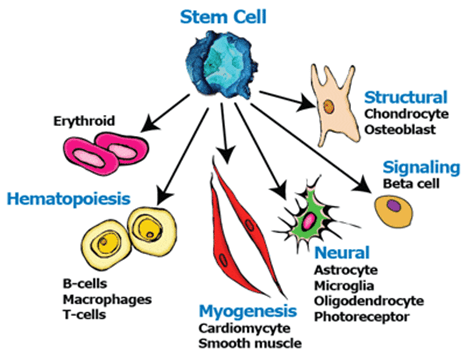 Stem Cell
Erythroid
Structural
Chondrocyte
Osteoblast
Signaling
Beta cell
Hematopoiesis
B-cells
Macrophages
T-cells
Myogenesis
Cardiomycyte
Smooth muscle
Neural
Astrocyte
Microglia
Oligodendrocyte
Photoreceptor